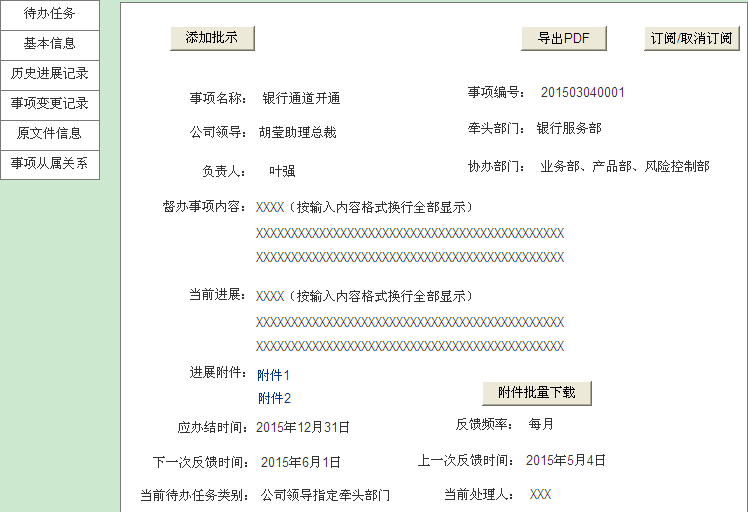 待办任务
基本信息
历史进展记录
事项变更记录
原文件信息
事项从属关系
添加批示 导出PDF 订阅/取消订阅
事项名称： 银行通道开通 事项编号： 201503040001
公司领导： 胡莹助理总裁 牵头部门： 银行服务部
负责人： 叶强 协办部门： 业务部、产品部、风险控制部
督办事项内容： XXXX（按输入内容格式换行全部显示）
XXXXXXXXXXXXXXXXXXXXXXXXXXXXXXXXXXXXXXXXXXXX
XXXXXXXXXXXXXXXXXXXXXXXXXXXXXXXXXXXXXXXXXXXX
当前进展： XXXX（按输入内容格式换行全部显示）
XXXXXXXXXXXXXXXXXXXXXXXXXXXXXXXXXXXXXXXXXXXX
XXXXXXXXXXXXXXXXXXXXXXXXXXXXXXXXXXXXXXXXXXXX
进展附件： 附件1
附件2 附件批量下载
应办结时间：2015年12月31日 反馈频率： 每月
下一次反馈时间： 2015年6月1日 上一次反馈时间： 2015年5月4日
当前待办任务类别： 公司领导指定牵头部门 当前处理人： XXX